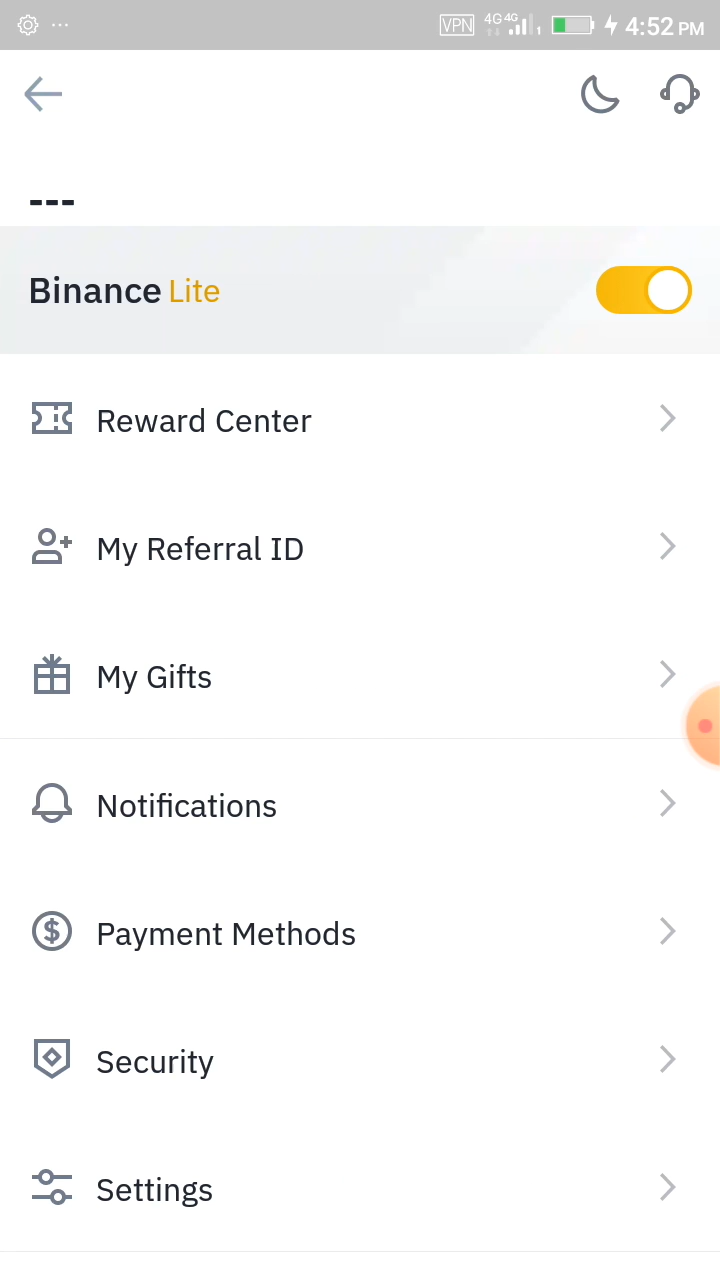 VPN 4G 4G 1 4:52 PM
---
Binance Lite
Reward Center
My Referral ID
My Gifts
Notifications
Payment Methods
Security
Settings